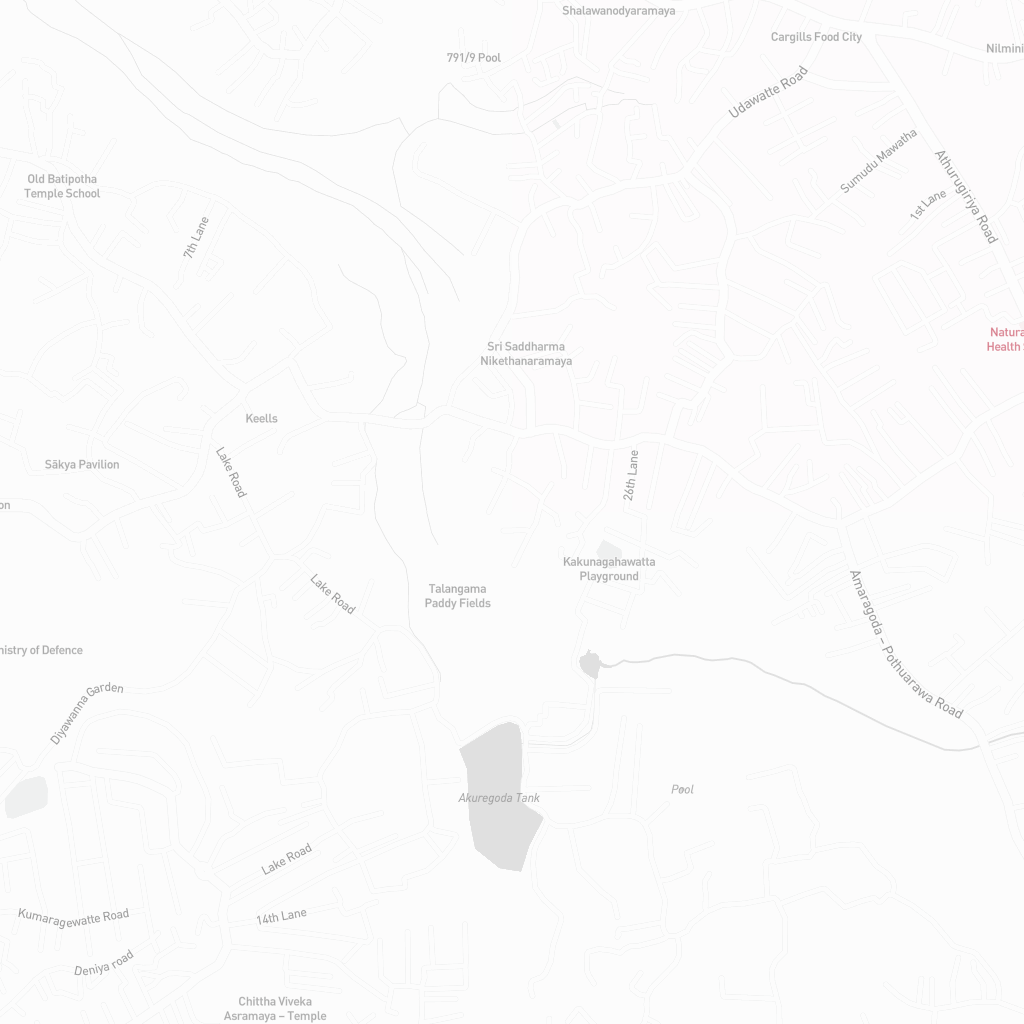 Shalawanodyaramaya
Cargills Food City
Nilmini
791/9 Pool
Udawatte Road
Sumudu Mawatha
Athurugiriya Road
Old Batipotha
Temple School
1st Lane
7th Lane
Natura
Health
Sri Saddharma
Nikethanaramaya
Keells
Lake Road
Sākya Pavilion
26th Lane
on
Kakunagahawatta
Playground
Lake Road
Talangama
Paddy Fields
Amaragoda – Pothuarawa Road
nistry of Defence
Diyawanna Garden
Akuregoda Tank
Pool
Lake Road
Kumaragewatte Road
14th Lane
Deniya road
Chittha Viveka
Asramaya – Temple